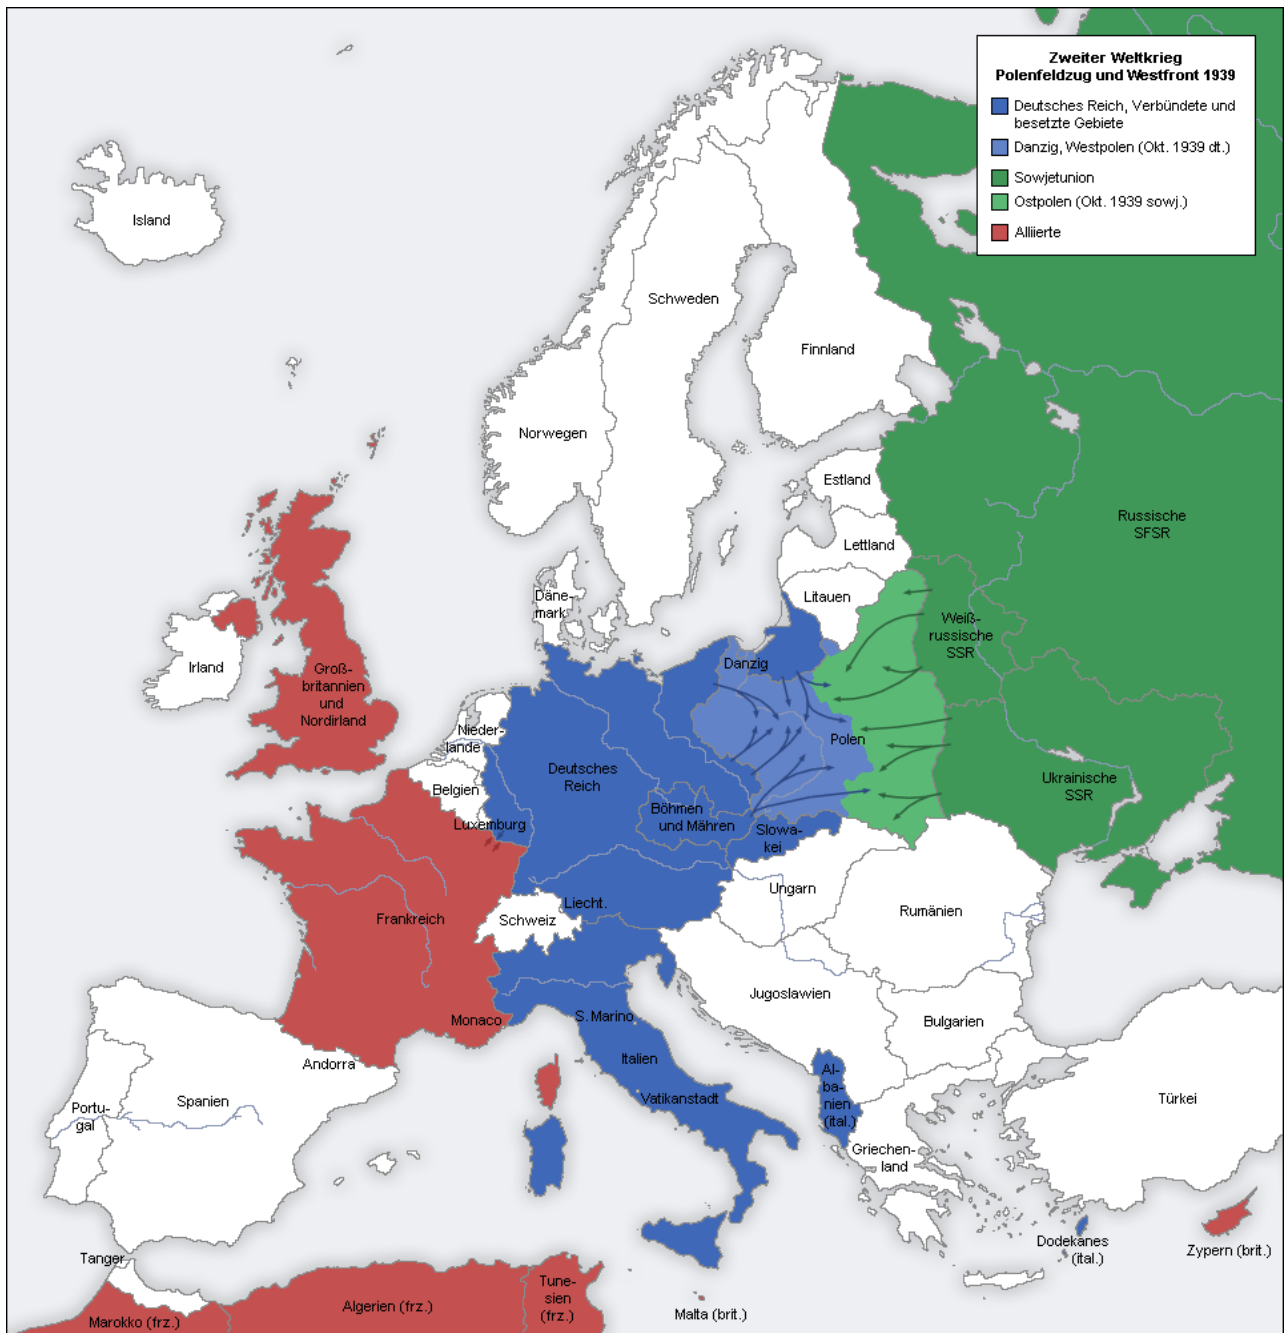 Zweiter Weltkrieg
Polenfeldzug und Westfront 1939
Deutsches Reich, Verbündete und
besetzte Gebiete
Danzig, Westpolen (Okt. 1939 dt.)
Sowjetunion
Ostpolen (Okt. 1939 sowj.)
Alliierte
Island
Schweden
Finnland
Norwegen
Estland
Russische
SFSR
Lettland
Däne-
mark
Litauen
Weiß-
russische
SSR
Irland
Groß-
britannien
und
Nordirland
Danzig
Nieder-
lande
Polen
Deutsches
Reich
Ukrainische
SSR
Belgien
Böhmen
und Mähren
Luxemburg
Slowa-
kei
Ungarn
Liecht.
Rumänien
Frankreich
Schweiz
Jugoslawien
Monaco
S. Marino
Bulgarien
Andorra
Italien
Al-
ba-
nien
(ital.)
Vatikanstadt
Spanien
Portu-
gal
Türkei
Griechen-
land
Dodekanes
(ital.)
Zypern (brit.)
Tanger
Tune-
sien
(frz.)
Algerien (frz.)
Malta (brit.)
Marokko (frz.)